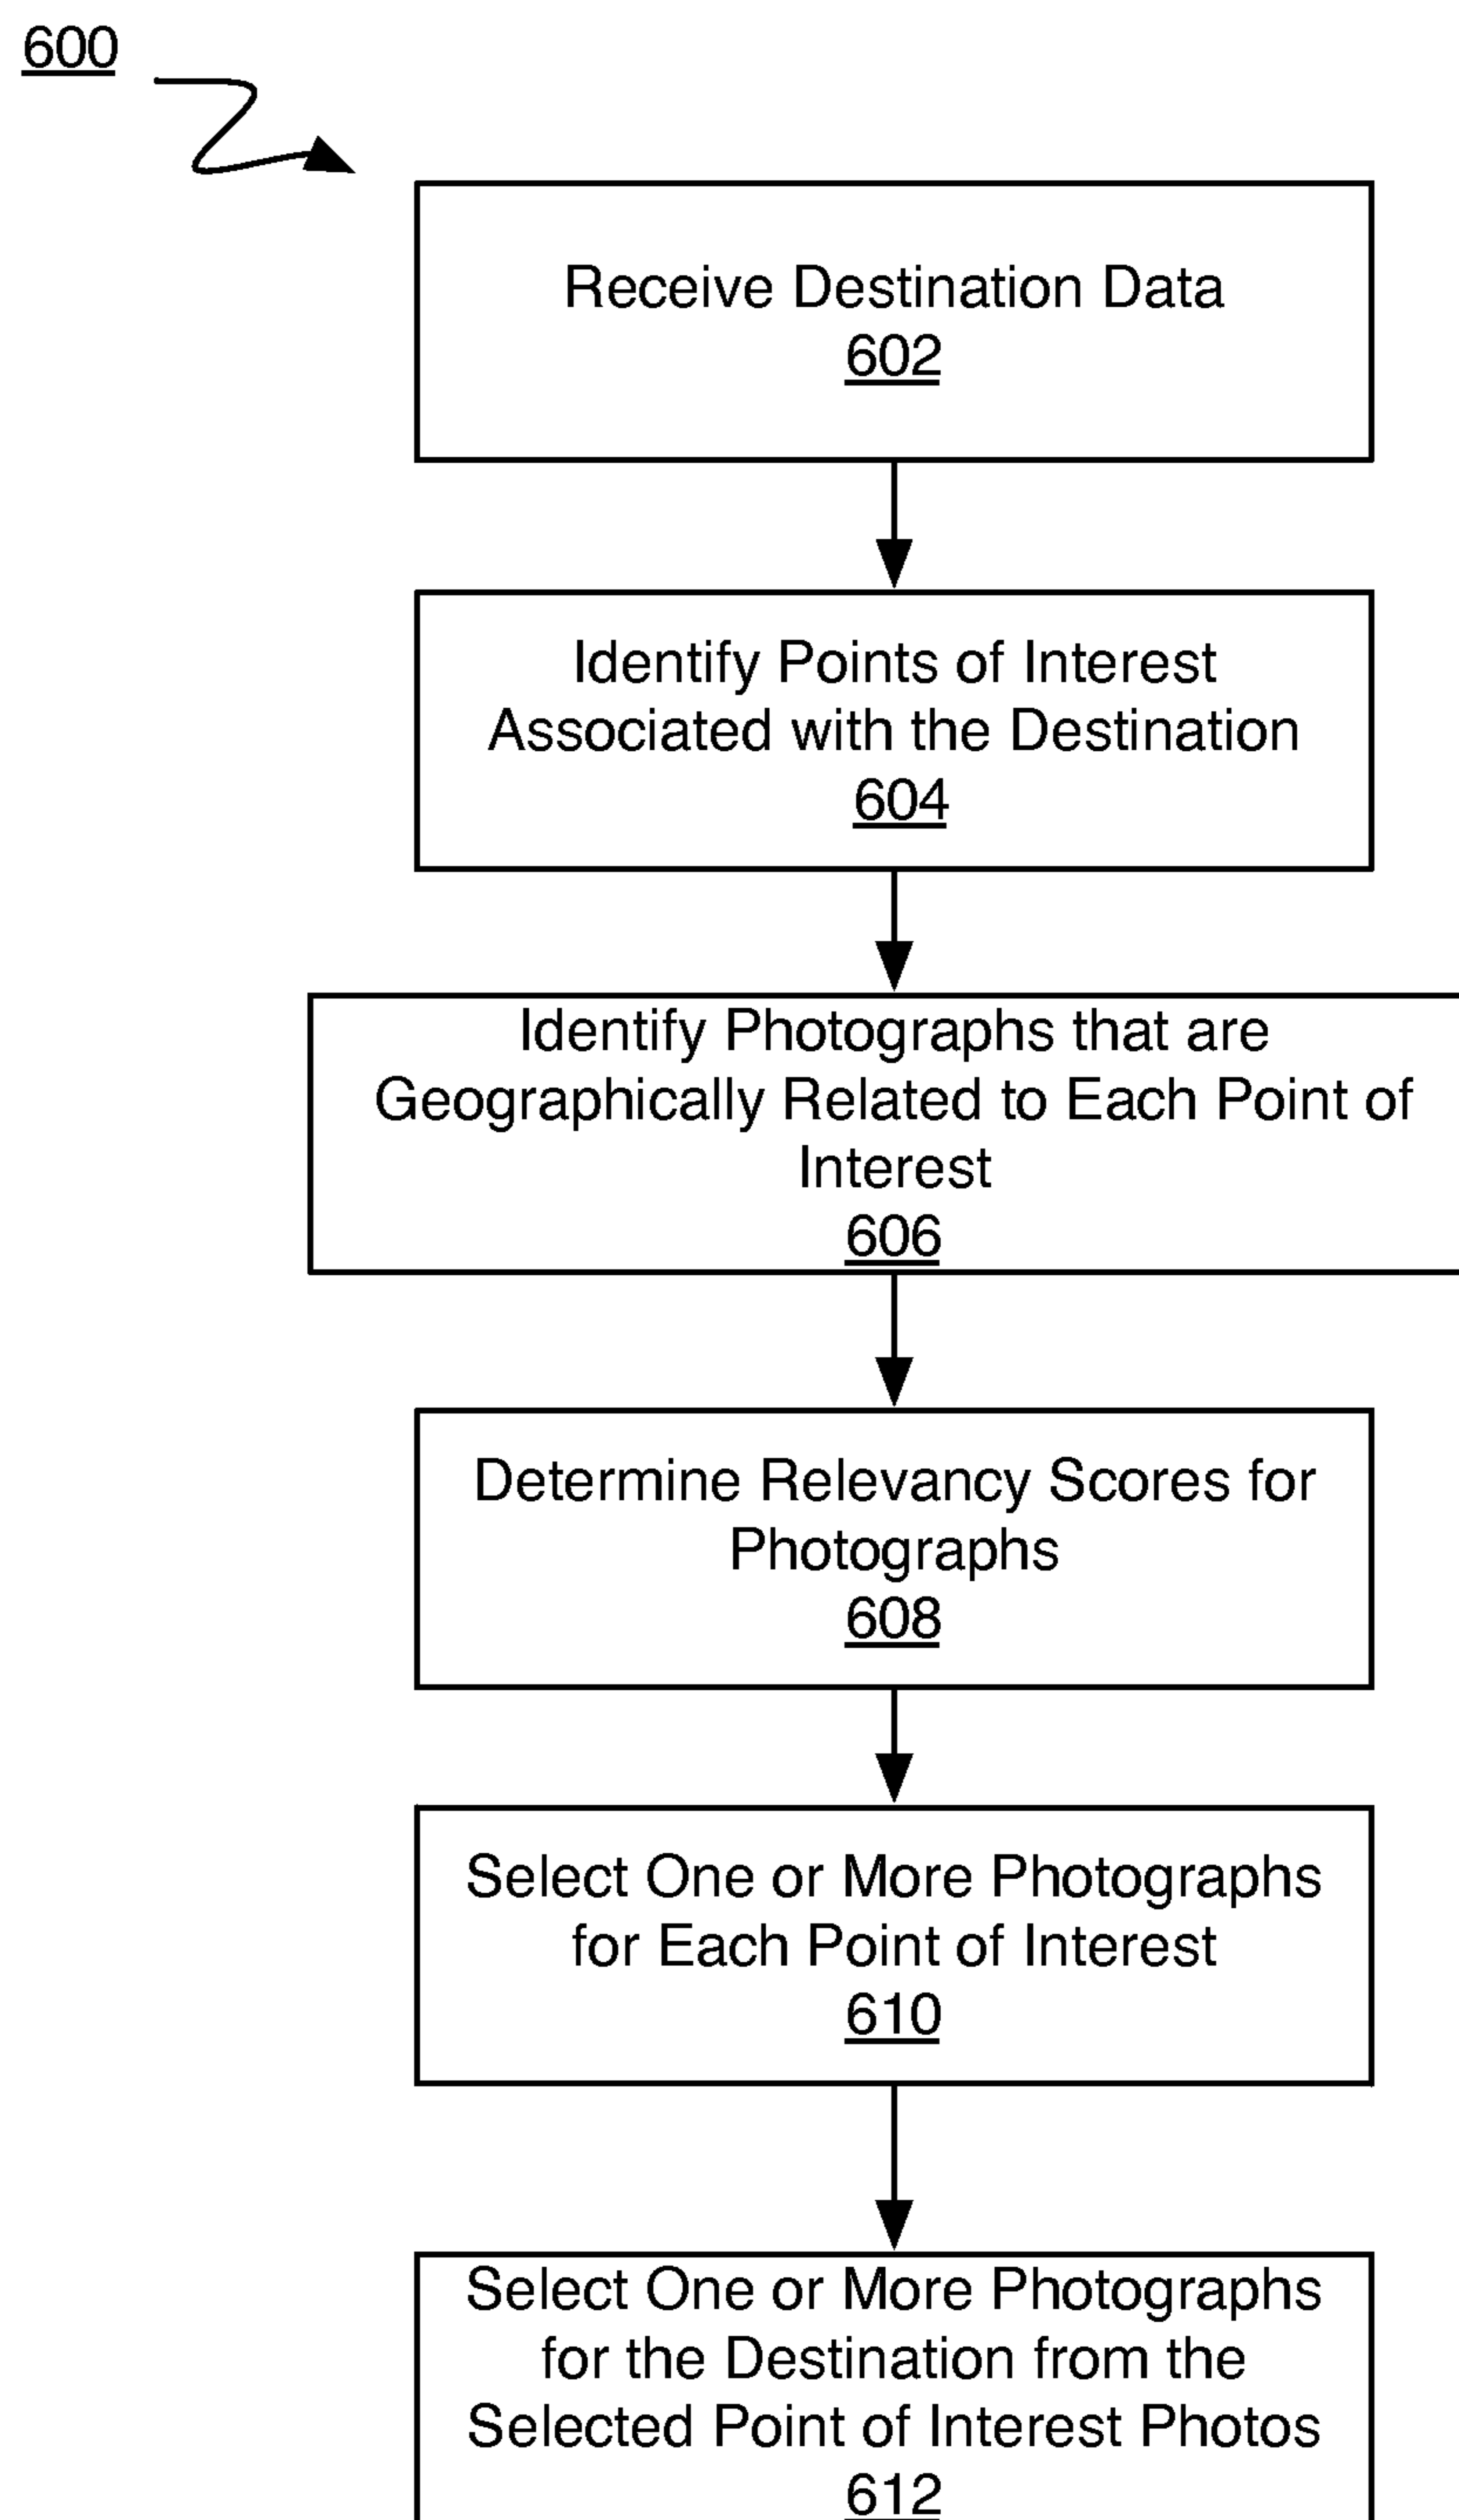 600
Receive Destination Data
602
Identify Points of Interest
Associated with the Destination
604
Identify Photographs that are
Geographically Related to Each Point of
Interest
606
Determine Relevancy Scores for
Photographs
608
Select One or More Photographs
for Each Point of Interest
610
Select One or More Photographs
for the Destination from the
Selected Point of Interest Photos
612